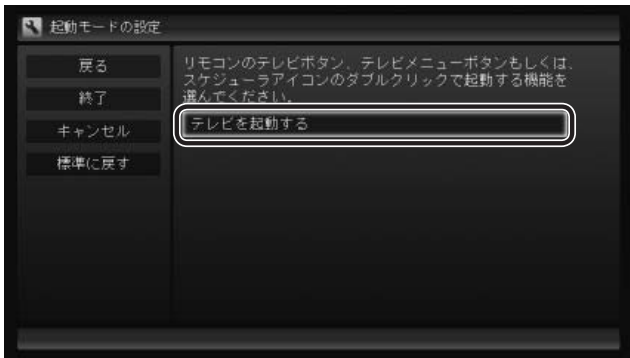 起動モードの設定
戻る
終了
キャンセル
標準に戻す
リモコンのテレビボタン、テレビメニューボタンもしくは、
スケジューラアイコンのダブルクリックで起動する機能を
選んでください。
テレビを起動する